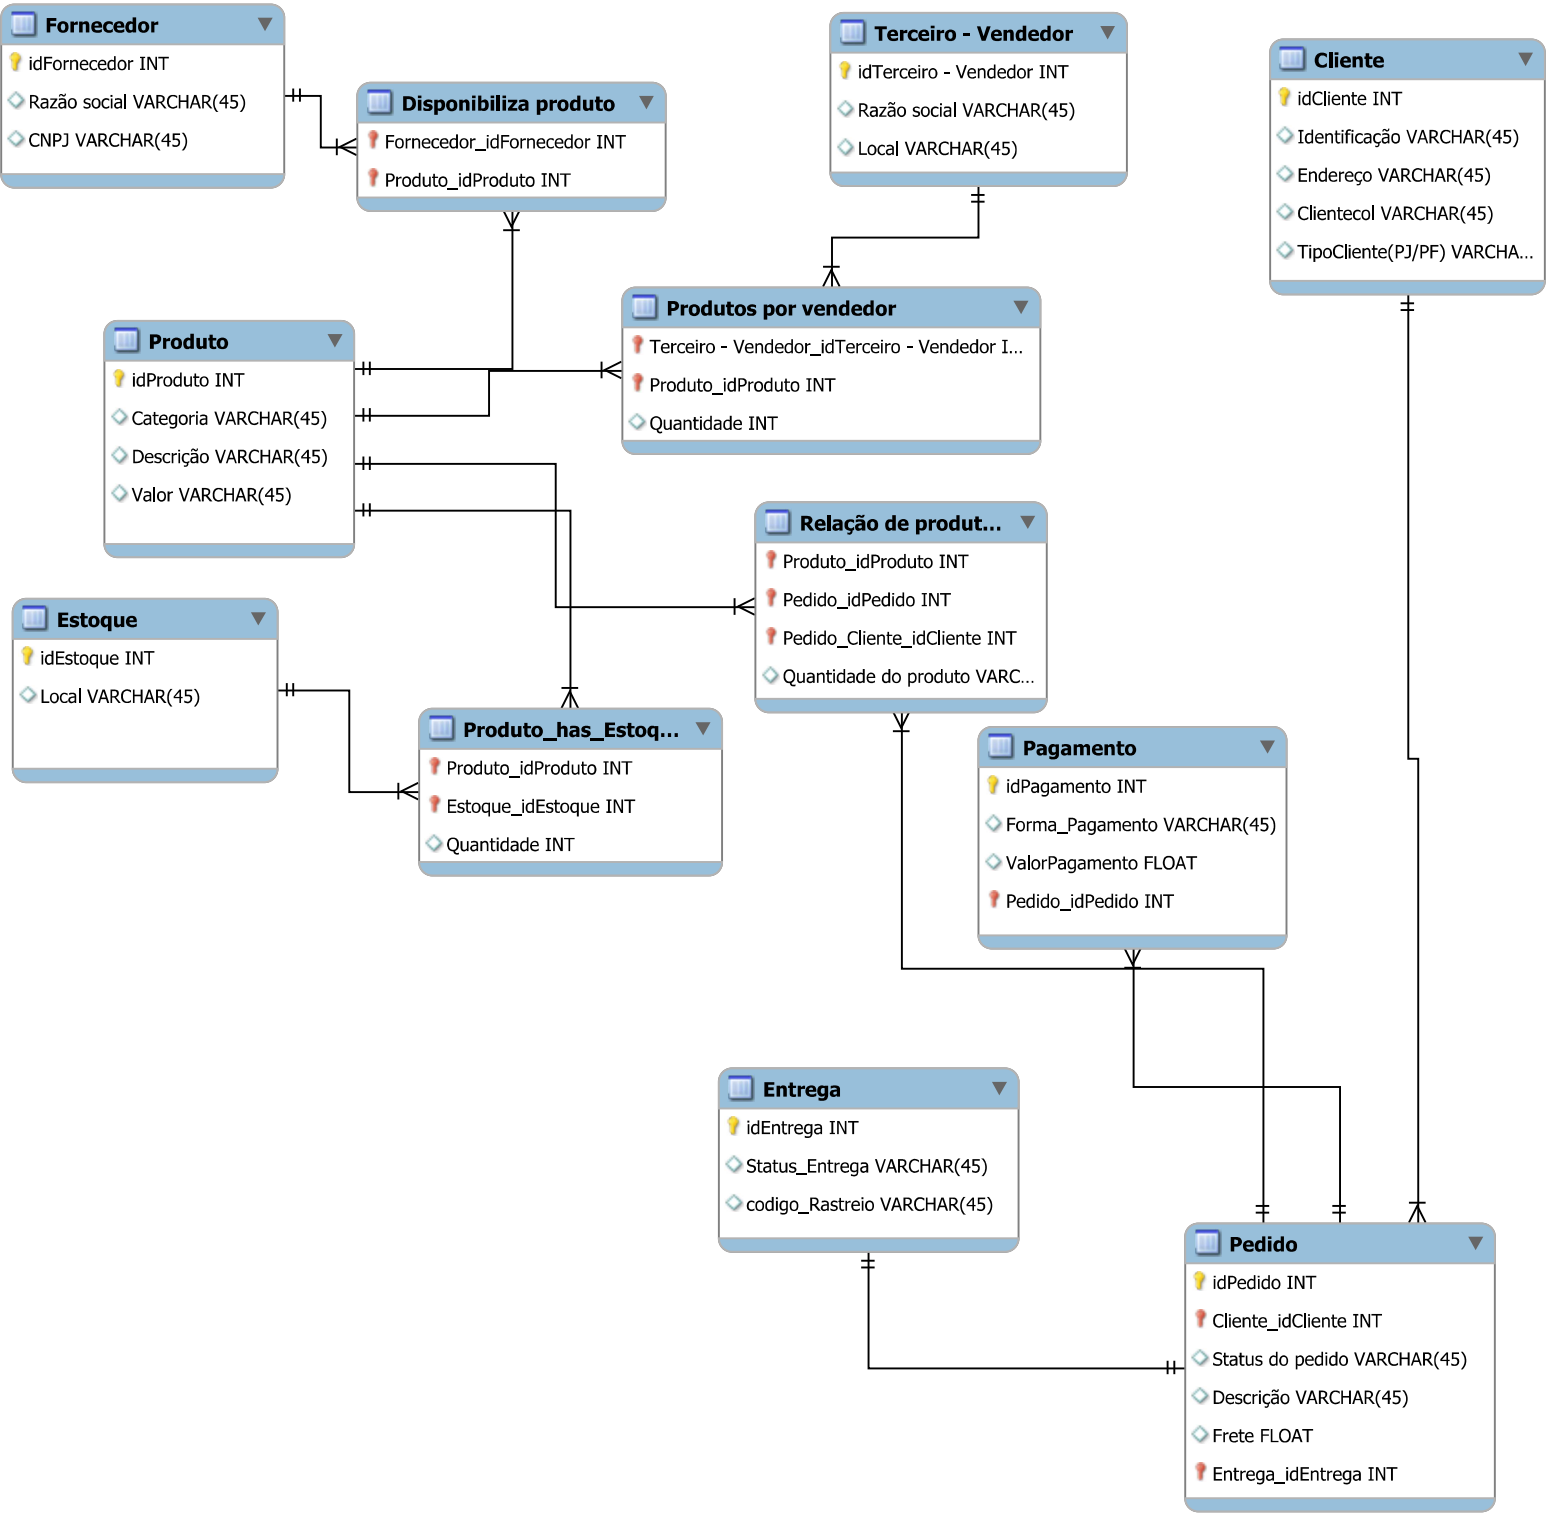 Fornecedor
idFornecedor INT
Razão social VARCHAR(45)
CNPJ VARCHAR(45)
Disponibiliza produto
Fornecedor_idFornecedor INT
Produto_idProduto INT
Terceiro - Vendedor
idTerceiro - Vendedor INT
Razão social VARCHAR(45)
Local VARCHAR(45)
Cliente
idCliente INT
Identificação VARCHAR(45)
Endereço VARCHAR(45)
Clientecol VARCHAR(45)
TipoCliente(PJ/PF) VARCHA...
Produtos por vendedor
Terceiro - Vendedor_idTerceiro - Vendedor I...
Produto_idProduto INT
Quantidade INT
Produto
idProduto INT
Categoria VARCHAR(45)
Descrição VARCHAR(45)
Valor VARCHAR(45)
Relação de produt...
Produto_idProduto INT
Pedido_idPedido INT
Pedido_Cliente_idCliente INT
Quantidade do produto VARC...
Estoque
idEstoque INT
Local VARCHAR(45)
Produto_has_Estoq...
Produto_idProduto INT
Estoque_idEstoque INT
Quantidade INT
Pagamento
idPagamento INT
Forma_Pagamento VARCHAR(45)
ValorPagamento FLOAT
Pedido_idPedido INT
Entrega
idEntrega INT
Status_Entrega VARCHAR(45)
codigo_Rastreio VARCHAR(45)
Pedido
idPedido INT
Cliente_idCliente INT
Status do pedido VARCHAR(45)
Descrição VARCHAR(45)
Frete FLOAT
Entrega_idEntrega INT